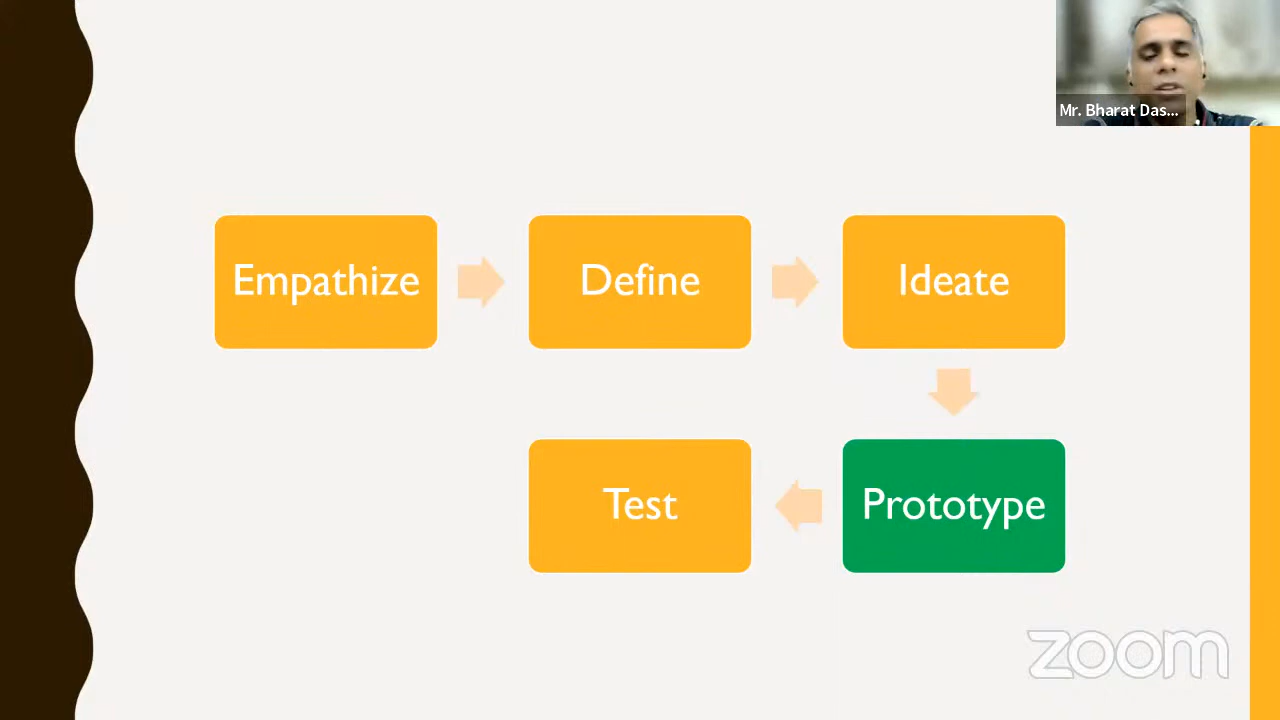 Mr. Bharat Das...
Empathize
Define
Ideate
Test
Prototype
zoom